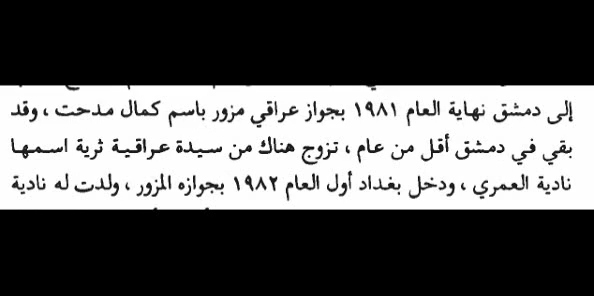 إلى دمشق نهاية العام ١٩٨١ بجواز عراقي مزور باسم كمال مدحت ، وقد
بقي في دمشق أقل من عام ، تزوج هناك من سيدة عراقية ثرية اسمها
نادية العمري ، ودخل بغداد أول العام ١٩٨٢ بجوازه المزور ، ولدت له نادية